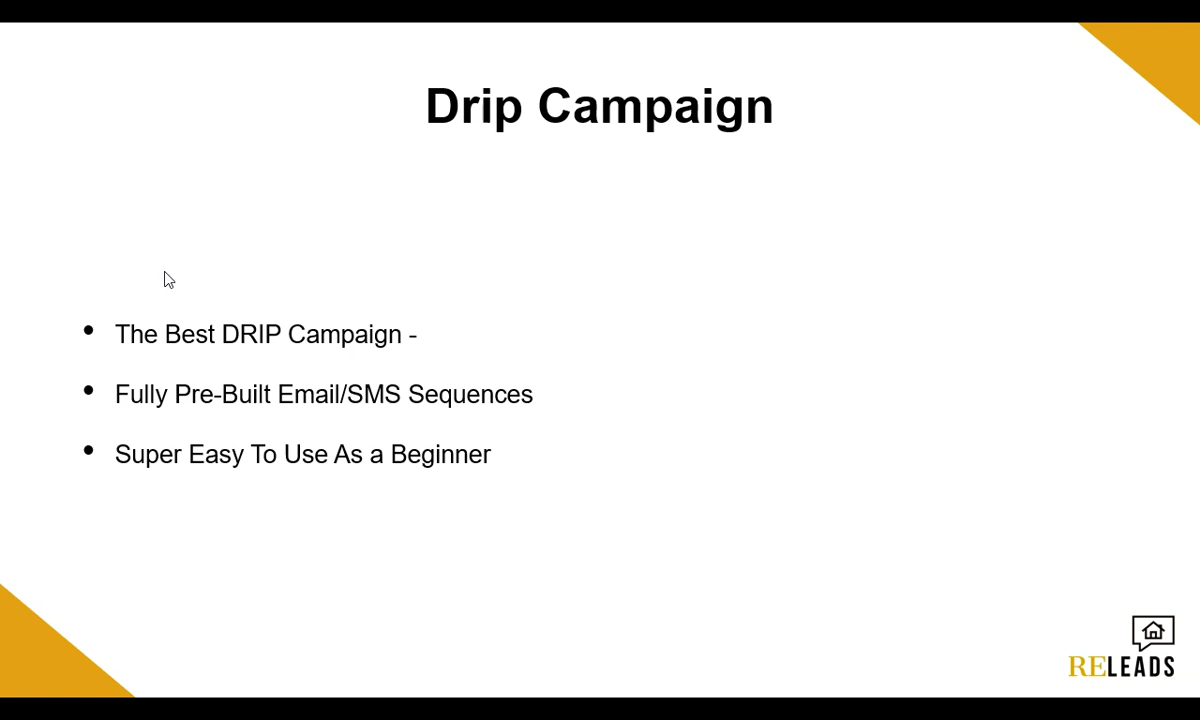 Drip Campaign
• The Best DRIP Campaign -
• Fully Pre-Built Email/SMS Sequences
• Super Easy To Use As a Beginner
RELEADS